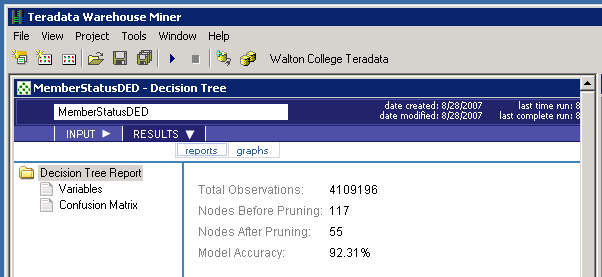 Teradata Warehouse Miner
File View Project Tools Window Help
Walton College Teradata
MemberStatusDED - Decision Tree
MemberStatusDED
date created: 8/28/2007 last time run: 8
date modified: 8/28/2007 last complete run: 8
INPUT RESULTS
reports graphs
Decision Tree Report
Variables
Confusion Matrix
Total Observations: 4109196
Nodes Before Pruning: 117
Nodes After Pruning: 55
Model Accuracy: 92.31%